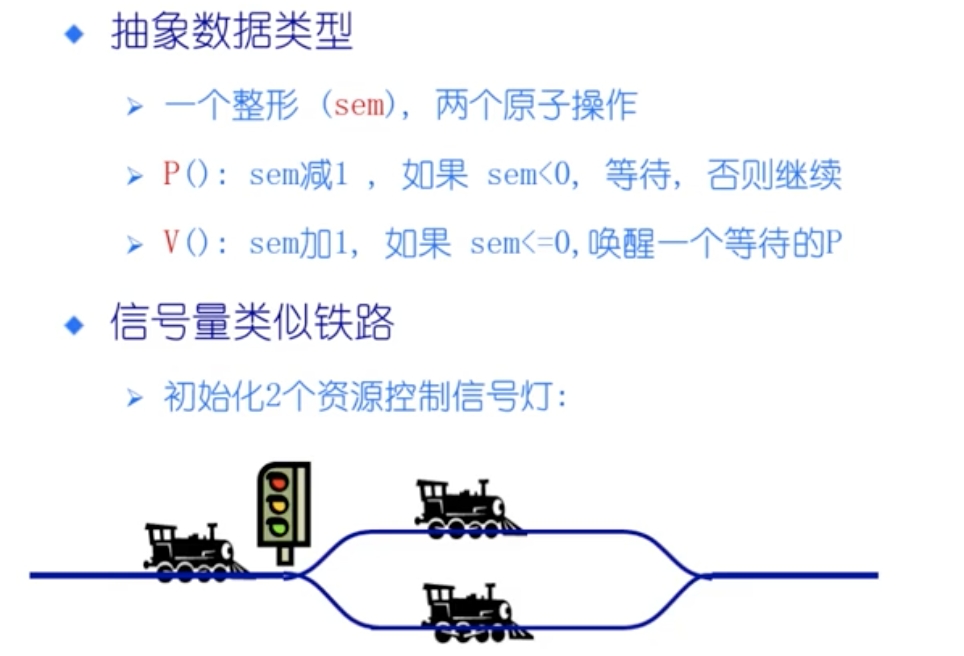 抽象数据类型
一个整形 (sem), 两个原子操作
P(): sem减1 , 如果 sem<0, 等待, 否则继续
V(): sem加1, 如果 sem<=0,唤醒一个等待的P
信号量类似铁路
初始化2个资源控制信号灯: